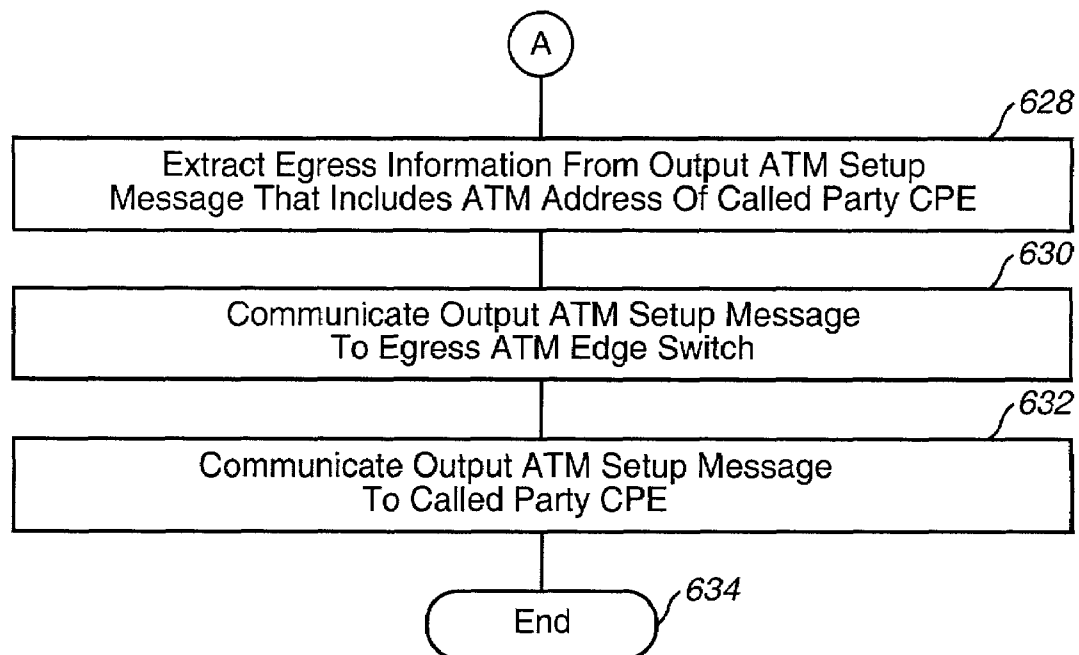 A
628
Extract Egress Information From Output ATM Setup
Message That Includes ATM Address Of Called Party CPE
630
Communicate Output ATM Setup Message
To Egress ATM Edge Switch
632
Communicate Output ATM Setup Message
To Called Party CPE
634
End